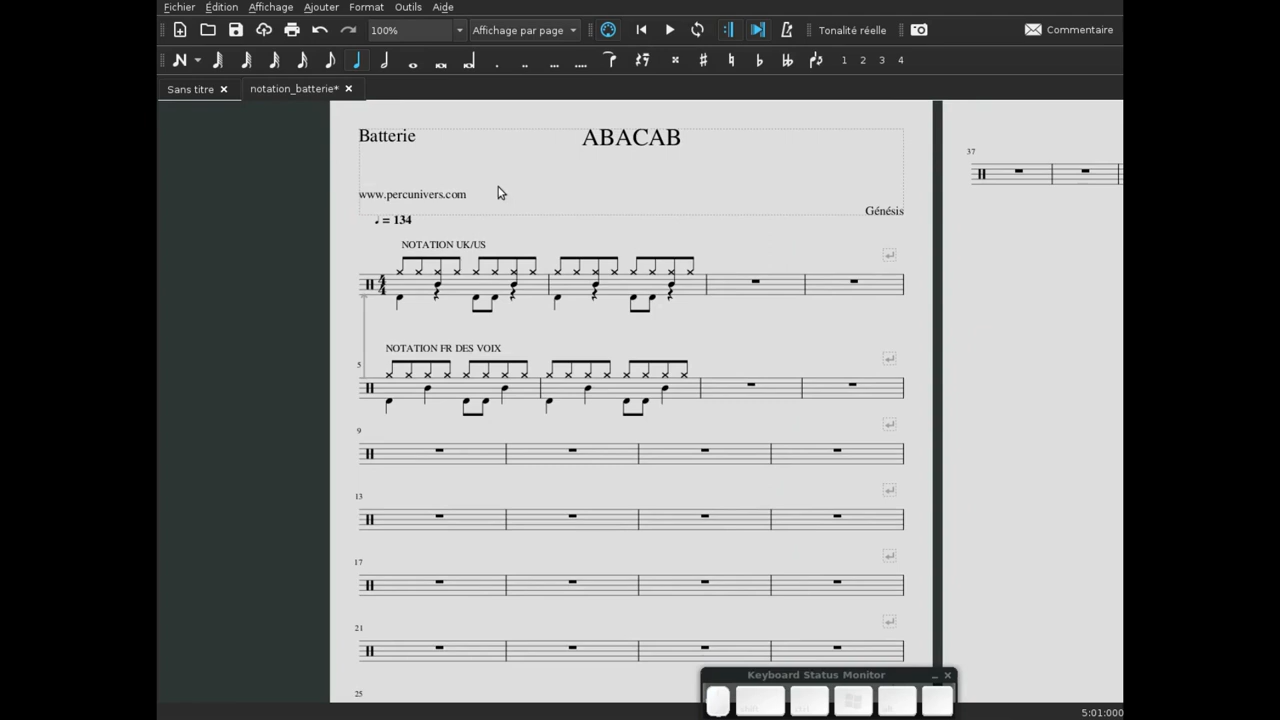 Fichier Édition Affichage Ajouter Format Outils Aide
100% Affichage par page Tonalité réelle Commentaire
1 2 3 4
Sans titre notation_batterie*
Batterie
ABACAB
www.percunivers.com
Génésis
= 134
NOTATION UK/US
NOTATION FR DES VOIX
5
9
13
17
21
25
37
Keyboard Status Monitor
5:01:000